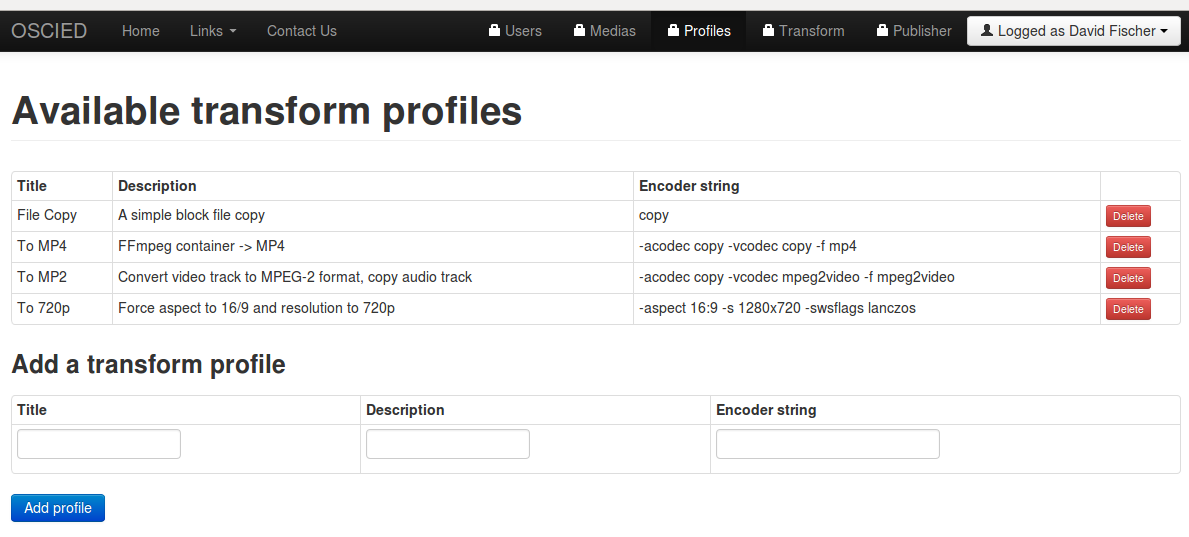 OSCIED Home Links Contact Us Users Medias Profiles Transform Publisher Logged as David Fischer
Available transform profiles
Title Description Encoder string
File Copy A simple block file copy copy Delete
To MP4 FFmpeg container -> MP4 -acodec copy -vcodec copy -f mp4 Delete
To MP2 Convert video track to MPEG-2 format, copy audio track -acodec copy -vcodec mpeg2video -f mpeg2video Delete
To 720p Force aspect to 16/9 and resolution to 720p -aspect 16:9 -s 1280x720 -swsflags lanczos Delete
Add a transform profile
Title Description Encoder string
Add profile